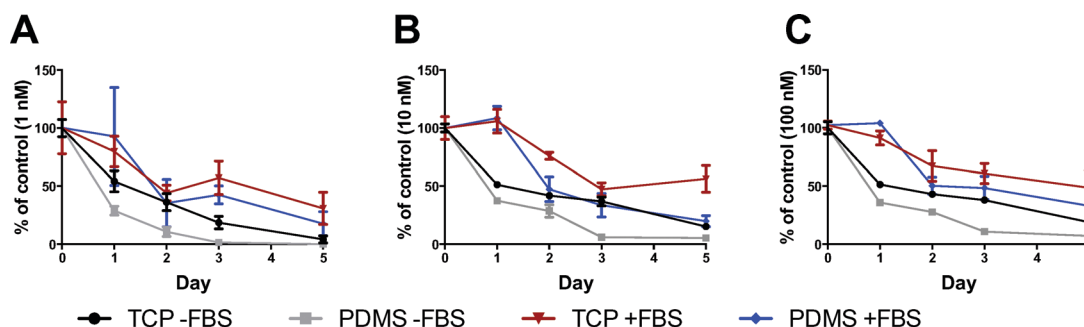 A
% of control (1 nM)
150
100
50
0
0 1 2 3 4 5
Day
B
% of control (10 nM)
150
100
50
0
0 1 2 3 4 5
Day
C
% of control (100 nM)
150
100
50
0
0 1 2 3 4
Day
TCP -FBS PDMS -FBS TCP +FBS PDMS +FBS